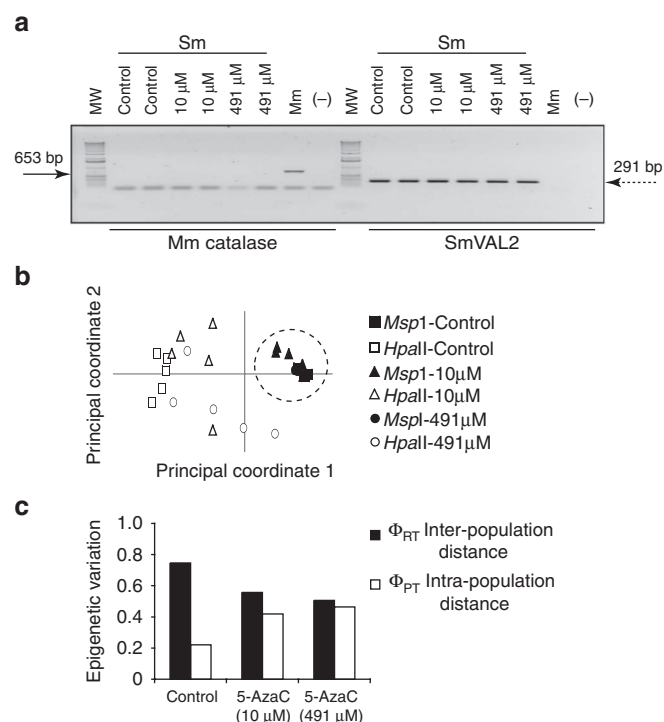 a
Sm
Sm
MW
Control
Control
10 µM
10 µM
491 µM
491 µM
Mm
(–)
MW
Control
Control
10 µM
10 µM
491 µM
491 µM
Mm
(–)
653 bp
291 bp
Mm catalase
SmVAL2
b
Principal coordinate 2
Principal coordinate 1
Msp1-Control
HpaII-Control
Msp1-10µM
HpaII-10µM
MspI-491µM
HpaII-491µM
c
Epigenetic variation
1.0
0.8
0.6
0.4
0.2
0
Control
5-AzaC
(10 µM)
5-AzaC
(491 µM)
ΦRT Inter-population
distance
ΦPT Intra-population
distance